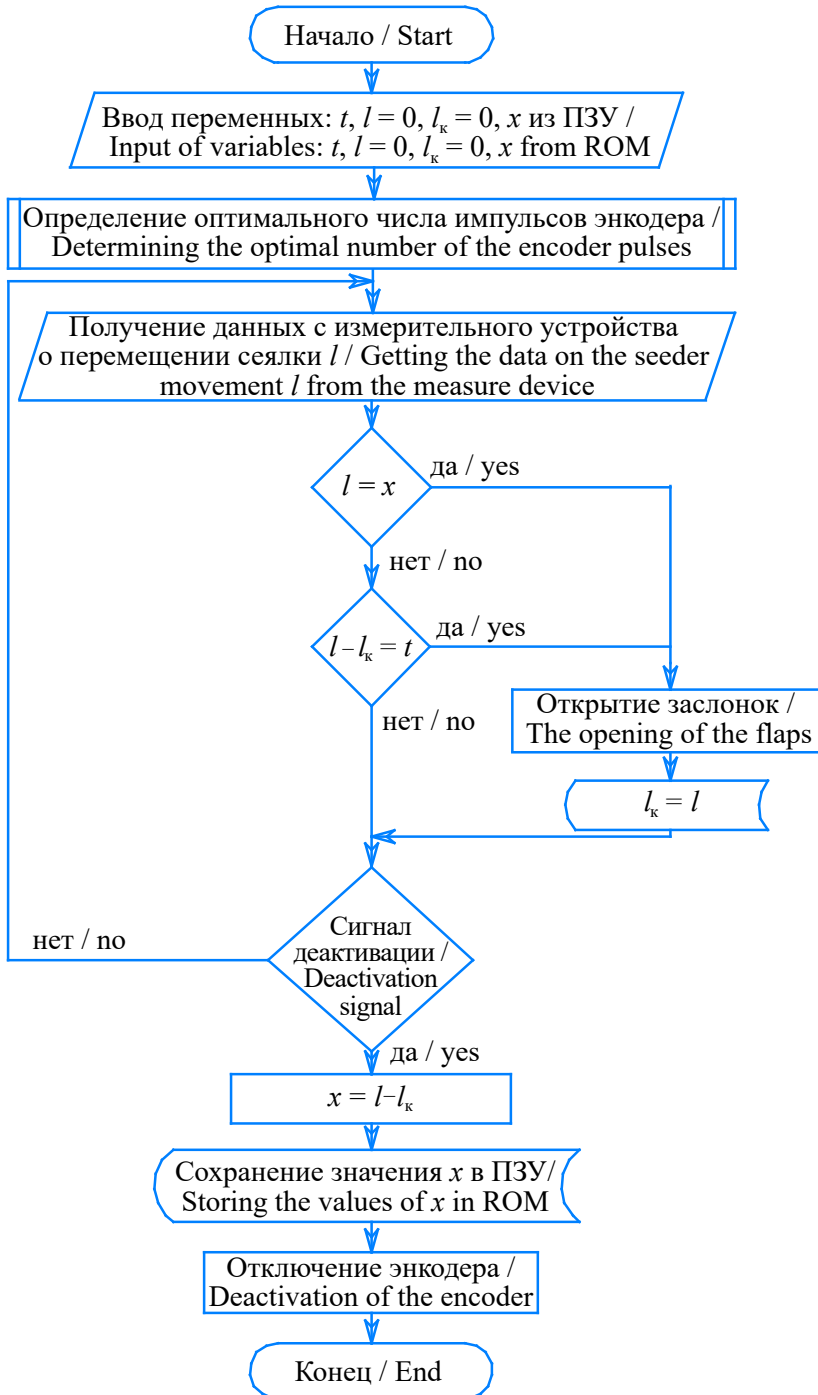 Начало / Start
Ввод переменных: t, l = 0, lк = 0, x из ПЗУ /
Input of variables: t, l = 0, lк = 0, x from ROM
Определение оптимального числа импульсов энкодера /
Determining the optimal number of the encoder pulses
Получение данных с измерительного устройства
о перемещении сеялки l / Getting the data on the seeder
movement l from the measure device
да / yes
l = x
нет / no
да / yes
l – lк = t
нет / no
Открытие заслонок /
The opening of the flaps
lк = l
Сигнал
деактивации /
Deactivation
signal
нет / no
да / yes
x = l – lк
Сохранение значения x в ПЗУ/
Storing the values of x in ROM
Отключение энкодера /
Deactivation of the encoder
Конец / End